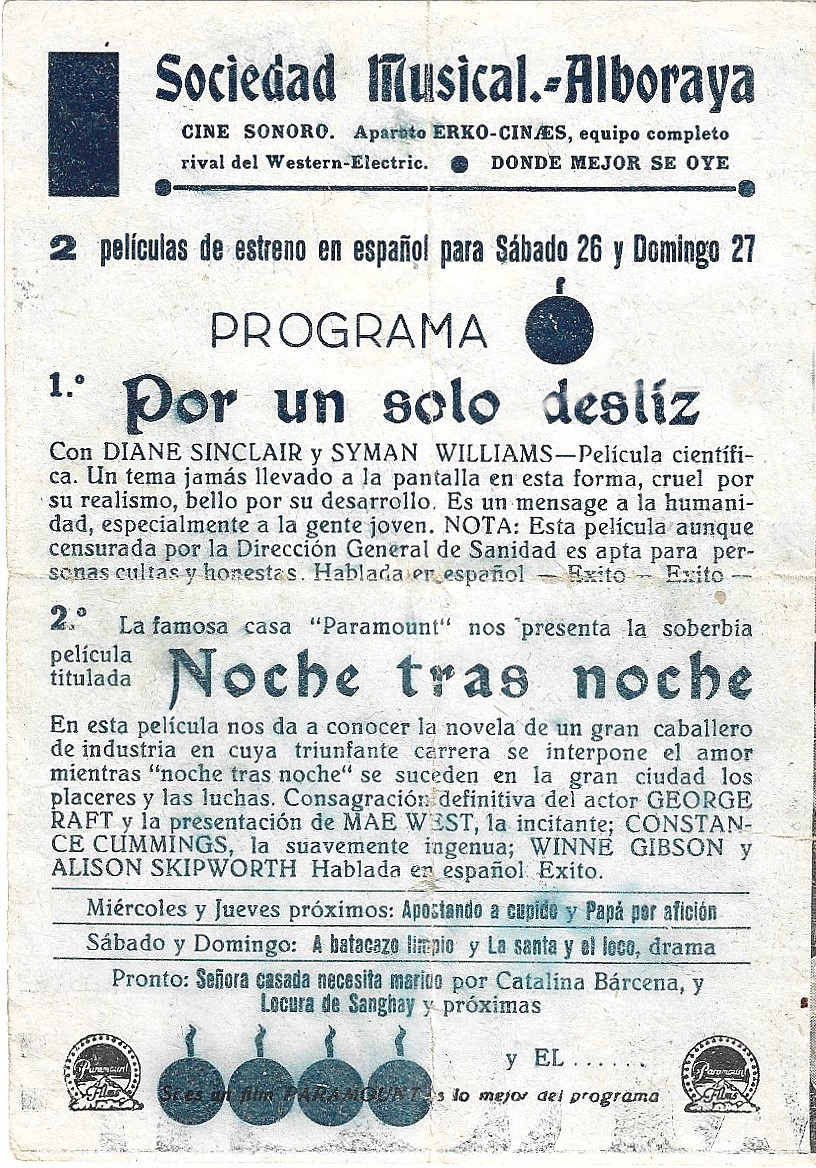 Sociedad Musical.-Alboraya
CINE SONORO. Aparato ERKO-CINÆS, equipo completo
rival del Western-Electric. ● DONDE MEJOR SE OYE
2 películas de estreno en español para Sábado 26 y Domingo 27
PROGRAMA
1.º Por un solo deslíz
Con DIANE SINCLAIR y SYMAN WILLIAMS—Película científi-
ca. Un tema jamás llevado a la pantalla en esta forma, cruel por
su realismo, bello por su desarrollo. Es un mensage a la humani-
dad, especialmente a la gente joven. NOTA: Esta película aunque
censurada por la Dirección General de Sanidad es apta para per-
sonas cultas y honestas. Hablada en español — Exito — Exito —
2.º La famosa casa "Paramount" nos presenta la soberbia
película
titulada Noche tras noche
En esta película nos da a conocer la novela de un gran caballero
de industria en cuya triunfante carrera se interpone el amor
mientras "noche tras noche" se suceden en la gran ciudad los
placeres y las luchas. Consagración definitiva del actor GEORGE
RAFT y la presentación de MAE WEST, la incitante; CONSTAN-
CE CUMMINGS, la suavemente ingenua; WINNE GIBSON y
ALISON SKIPWORTH Hablada en español. Exito.
Miércoles y Jueves próximos: Apostando a cupido y Papá por afición
Sábado y Domingo: A batacazo limpio y La santa y el loco, drama
Pronto: Señora casada necesita marido por Catalina Bárcena, y
Locura de Sanghay y próximas
y EL ......
Paramount Films
Si es un film PARAMOUNT es lo mejor del programa
Paramount Films